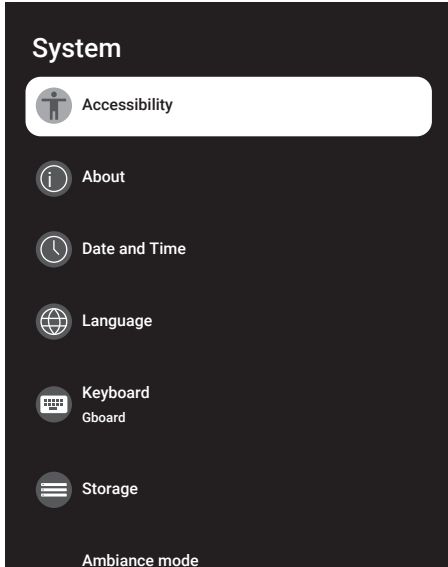 System
Accessibility
About
Date and Time
Language
Keyboard
Gboard
Storage
Ambiance mode